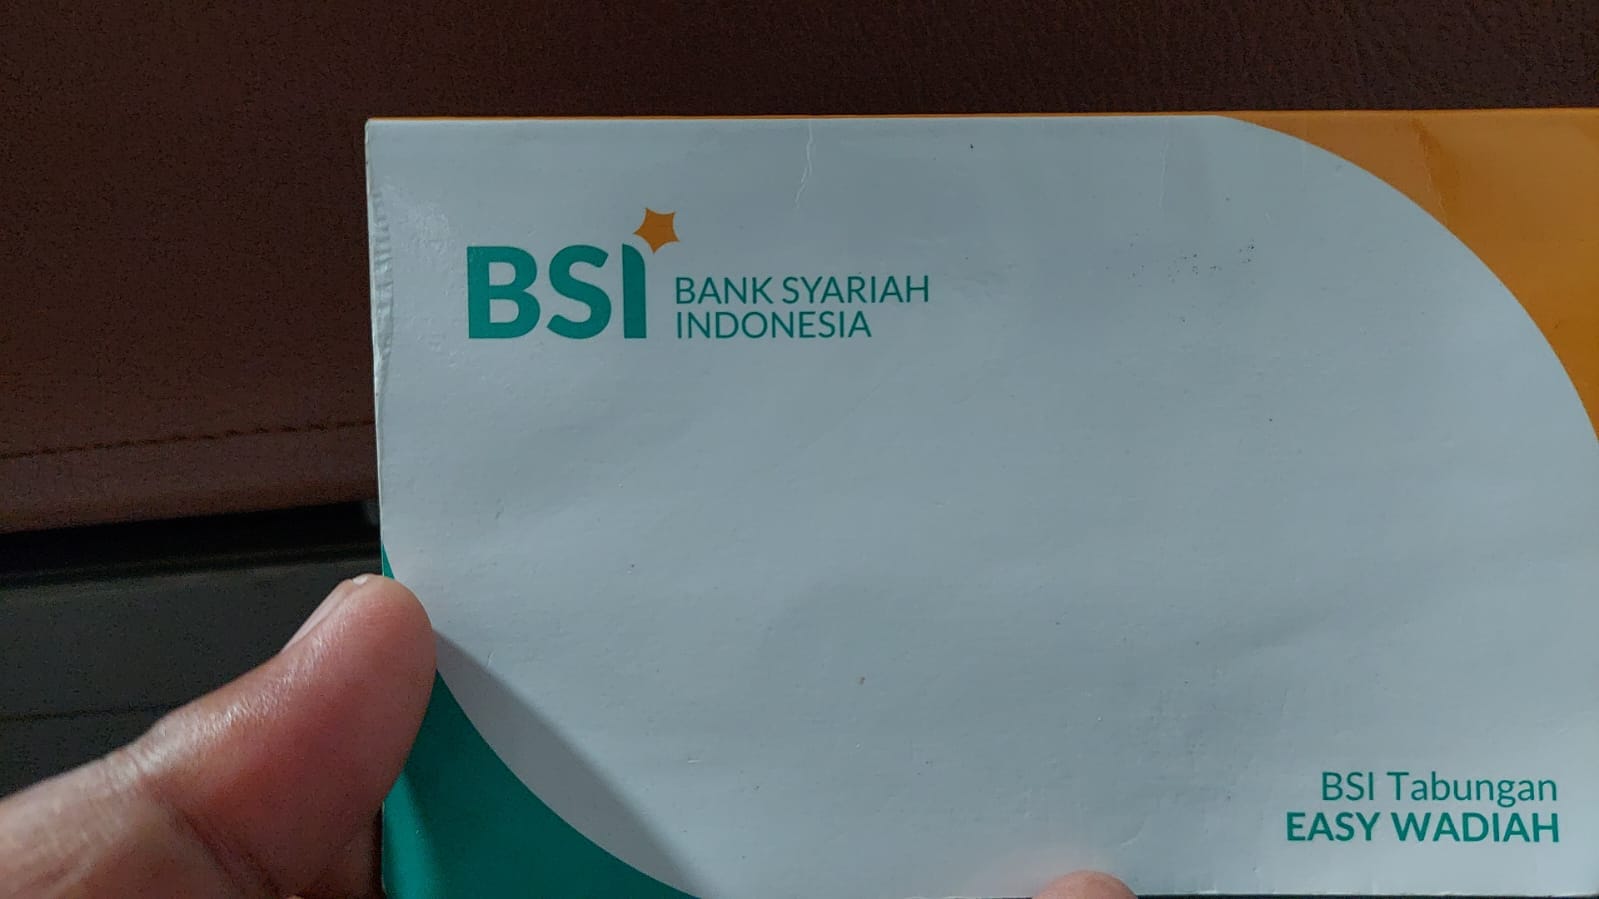 BSI
BANK SYARIAH
INDONESIA
BSI Tabungan
EASY WADIAH